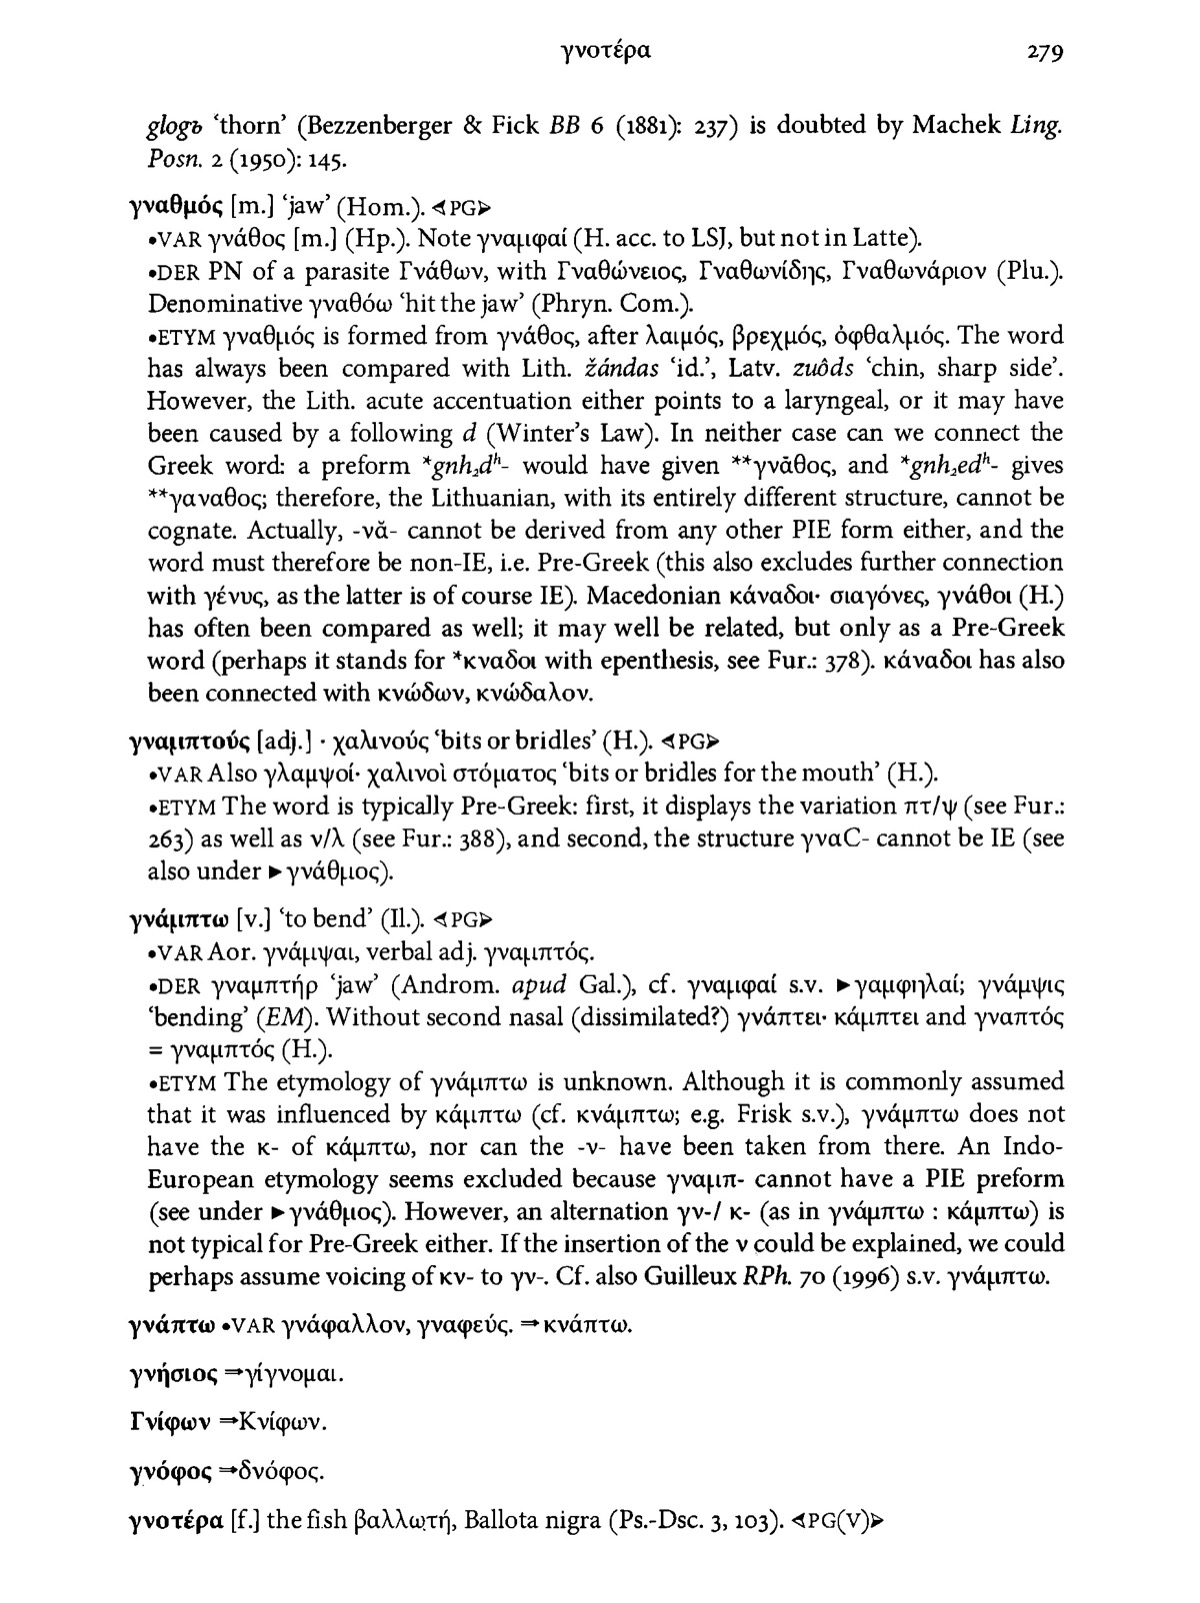 γνοτέρα 279
glogъ ‘thorn’ (Bezzenberger & Fick BB 6 (1881): 237) is doubted by Machek Ling.
Posn. 2 (1950): 145.
γναθμός [m.] ‘jaw’ (Hom.). ⊲PG⊳
•VAR γνάθος [m.] (Hp.). Note γναμφαί (H. acc. to LSJ, but not in Latte).
•DER PN of a parasite Γνάθων, with Γναθώνειος, Γναθωνίδης, Γναθωνάριον (Plu.).
Denominative γναθόω ‘hit the jaw’ (Phryn. Com.).
•ETYM γναθμός is formed from γνάθος, after λαιμός, βρεχμός, ὀφθαλμός. The word
has always been compared with Lith. žándas ‘id.’, Latv. zuôds ‘chin, sharp side’.
However, the Lith. acute accentuation either points to a laryngeal, or it may have
been caused by a following d (Winter’s Law). In neither case can we connect the
Greek word: a preform *gnh₂dʰ- would have given **γνᾱθος, and *gnh₂edʰ- gives
**γαναθος; therefore, the Lithuanian, with its entirely different structure, cannot be
cognate. Actually, -νᾰ- cannot be derived from any other PIE form either, and the
word must therefore be non-IE, i.e. Pre-Greek (this also excludes further connection
with γένυς, as the latter is of course IE). Macedonian κάναδοι· σιαγόνες, γνάθοι (H.)
has often been compared as well; it may well be related, but only as a Pre-Greek
word (perhaps it stands for *κναδοι with epenthesis, see Fur.: 378). κάναδοι has also
been connected with κνώδων, κνώδαλον.
γναμπτούς [adj.] · χαλινούς ‘bits or bridles’ (H.). ⊲PG⊳
•VAR Also γλαμψοί· χαλινοὶ στόματος ‘bits or bridles for the mouth’ (H.).
•ETYM The word is typically Pre-Greek: first, it displays the variation πτ/ψ (see Fur.:
263) as well as ν/λ (see Fur.: 388), and second, the structure γναC- cannot be IE (see
also under ►γνάθμος).
γνάμπτω [v.] ‘to bend’ (Il.). ⊲PG⊳
•VAR Aor. γνάμψαι, verbal adj. γναμπτός.
•DER γναμπτήρ ‘jaw’ (Androm. apud Gal.), cf. γναμφαί s.v. ►γαμφηλαί; γνάμψις
‘bending’ (EM). Without second nasal (dissimilated?) γνάπτει· κάμπτει and γναπτός
= γναμπτός (H.).
•ETYM The etymology of γνάμπτω is unknown. Although it is commonly assumed
that it was influenced by κάμπτω (cf. κνάμπτω; e.g. Frisk s.v.), γνάμπτω does not
have the κ- of κάμπτω, nor can the -ν- have been taken from there. An Indo-
European etymology seems excluded because γναμπ- cannot have a PIE preform
(see under ►γνάθμος). However, an alternation γν-/ κ- (as in γνάμπτω : κάμπτω) is
not typical for Pre-Greek either. If the insertion of the ν could be explained, we could
perhaps assume voicing of κν- to γν-. Cf. also Guilleux RPh. 70 (1996) s.v. γνάμπτω.
γνάπτω •VAR γνάφαλλον, γναφεύς. ⇒ κνάπτω.
γνήσιος ⇒γίγνομαι.
Γνίφων ⇒Κνίφων.
γνόφος ⇒δνόφος.
γνοτέρα [f.] the fish βαλλωτή, Ballota nigra (Ps.-Dsc. 3, 103). ⊲PG(V)⊳